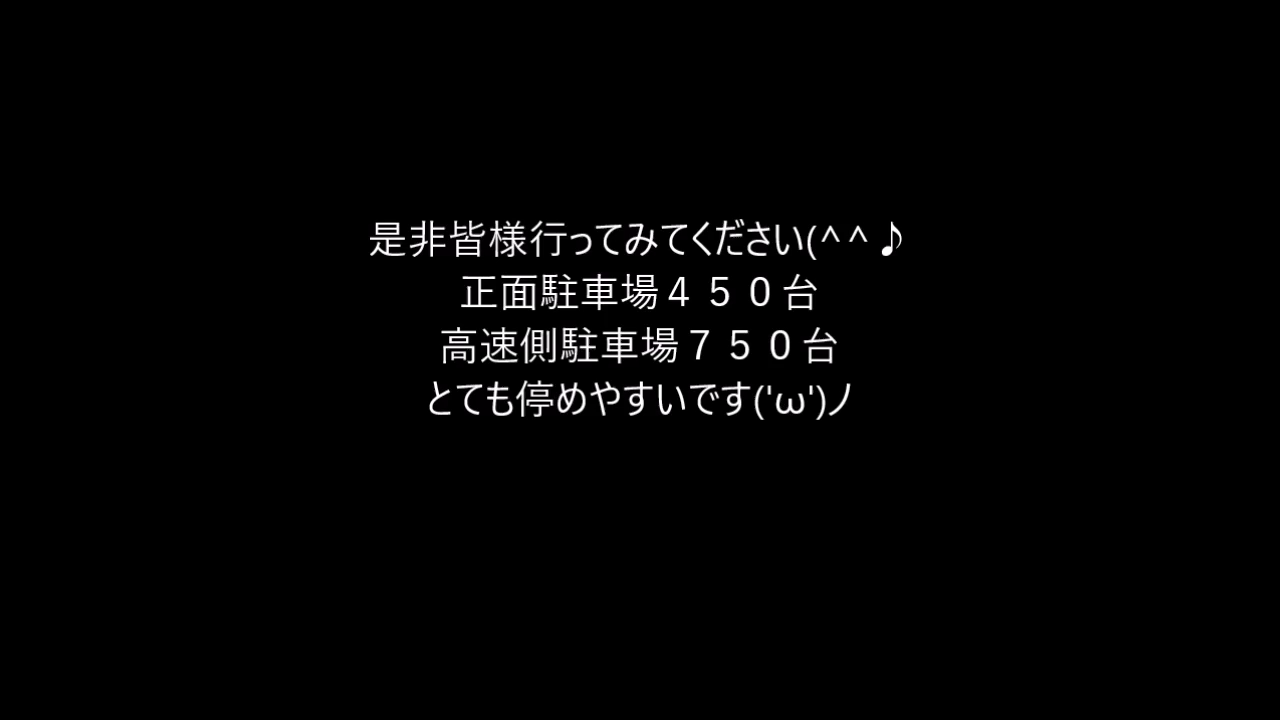 是非皆様行ってみてください(^^♪
正面駐車場４５０台
高速側駐車場７５０台
とても停めやすいです('ω')ノ